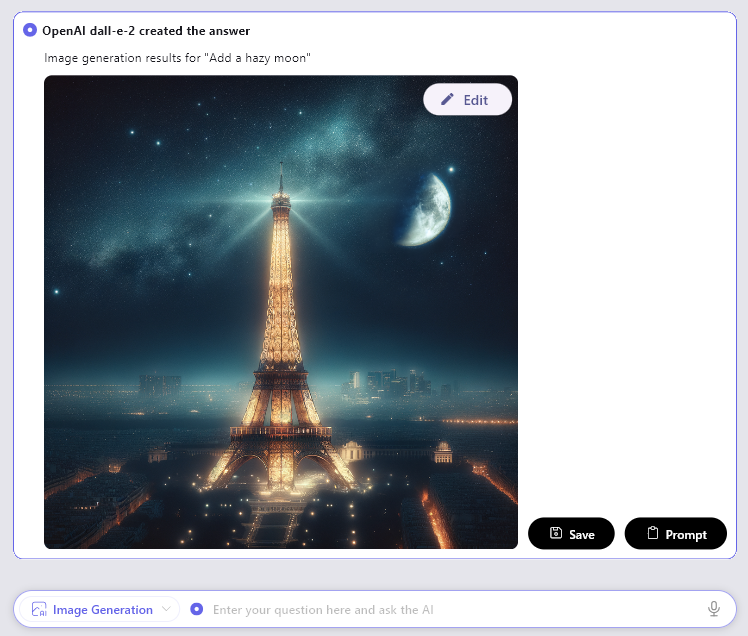 OpenAI dall-e-2 created the answer
Image generation results for "Add a hazy moon"
Edit
Save
Prompt
AI Image Generation
Enter your question here and ask the AI